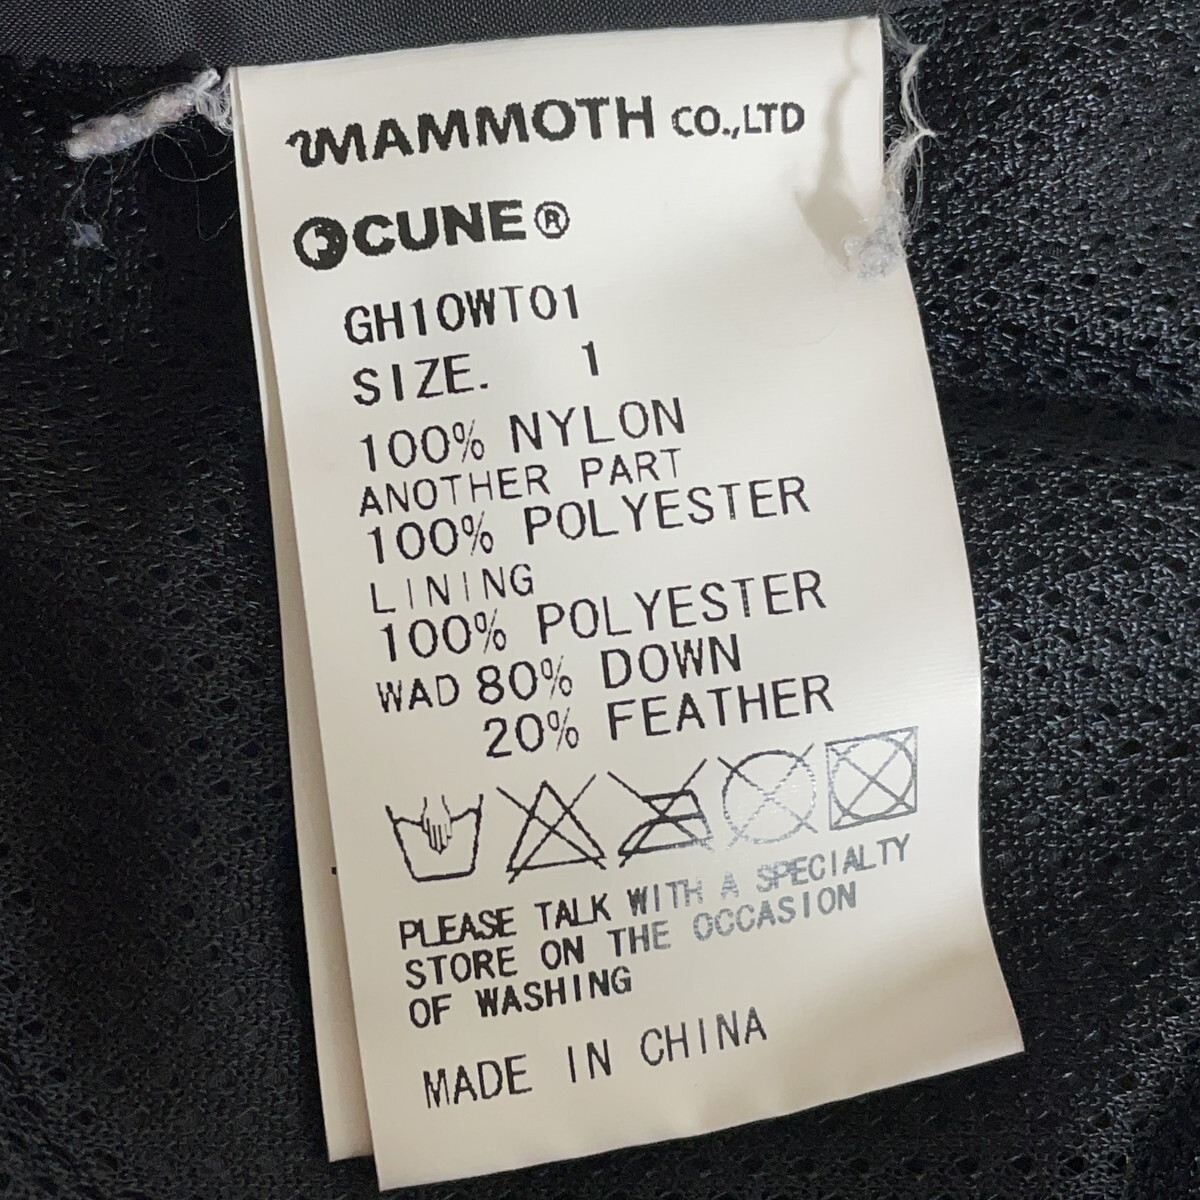 MAMMOTH CO.,LTD
CUNE®
GH10WT01
SIZE. 1
100% NYLON
ANOTHER PART
100% POLYESTER
LINING
100% POLYESTER
WAD 80% DOWN
20% FEATHER
PLEASE TALK WITH A SPECIALTY
STORE ON THE OCCASION
OF WASHING
MADE IN CHINA